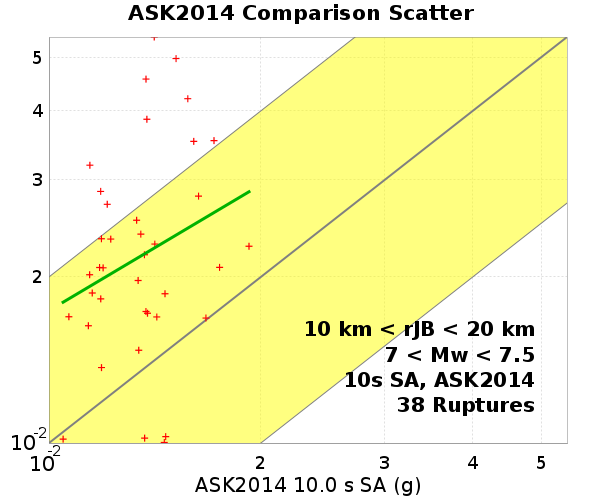 ASK2014 Comparison Scatter
5
4
3
2
10-2
10-2
2
3
4
5
10 km < rJB < 20 km
7 < Mw < 7.5
10s SA, ASK2014
38 Ruptures
ASK2014 10.0 s SA (g)